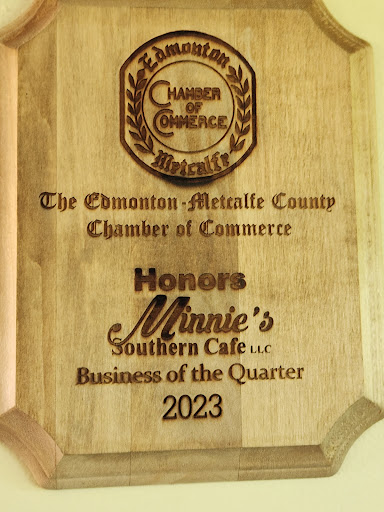 Edmonton
Chamber
of
Commerce
Metcalfe
The Edmonton-Metcalfe County
Chamber of Commerce
Honors
Minnie's
Southern Cafe LLC
Business of the Quarter
2023